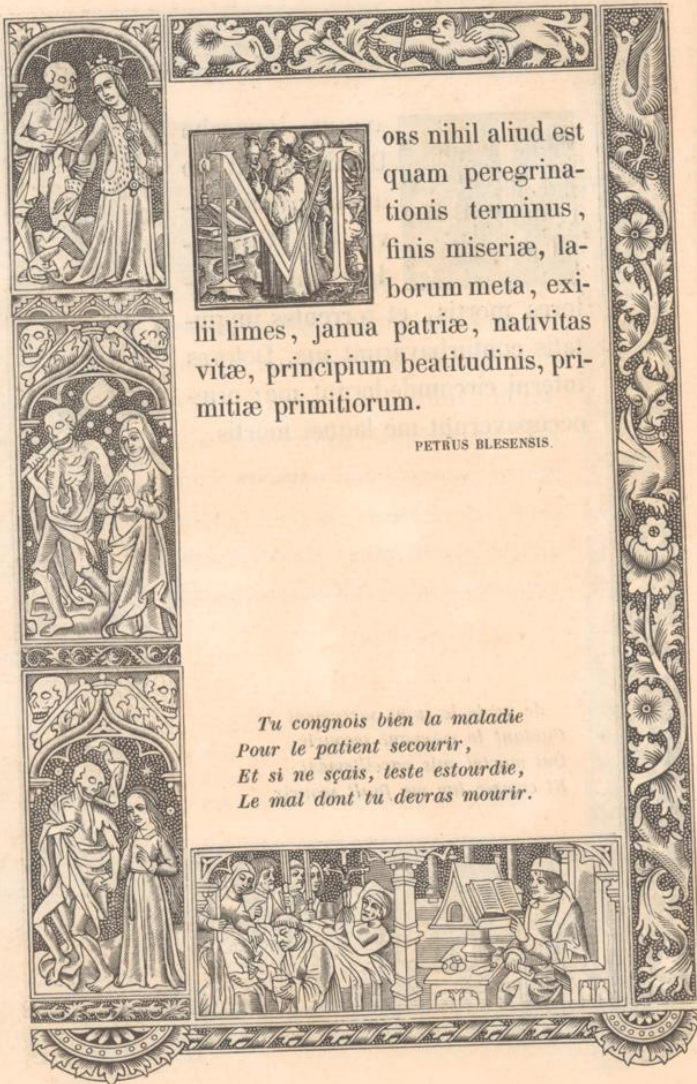 MORS nihil aliud est
quam peregrina-
tionis terminus,
finis miseriæ, la-
borum meta, exi-
lii limes, janua patriæ, nativitas
vitæ, principium beatitudinis, pri-
mitiæ primitiorum.
PETRUS BLESENSIS.
Tu congnois bien la maladie
Pour le patient secourir,
Et si ne sçais, teste estourdie,
Le mal dont tu devras mourir.